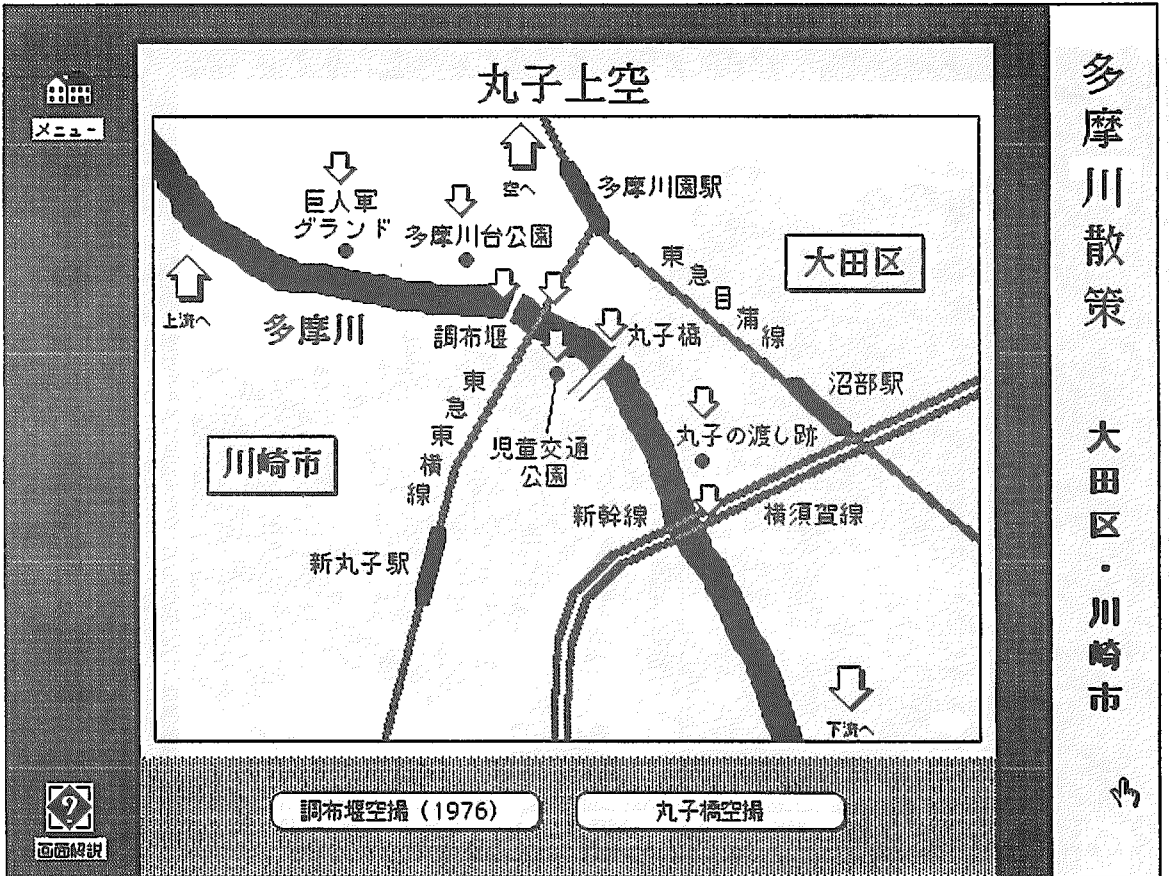 丸子上空
メニュー
空へ
多摩川園駅
巨人軍
グランド
多摩川台公園
大田区
東急目蒲線
上流へ
多摩川
調布堰
丸子橋
東急東横線
沼部駅
丸子の渡し跡
川崎市
児童交通
公園
新幹線
横須賀線
新丸子駅
下流へ
調布堰空撮（1976）
丸子橋空撮
画面解説
多摩川散策
大田区・川崎市